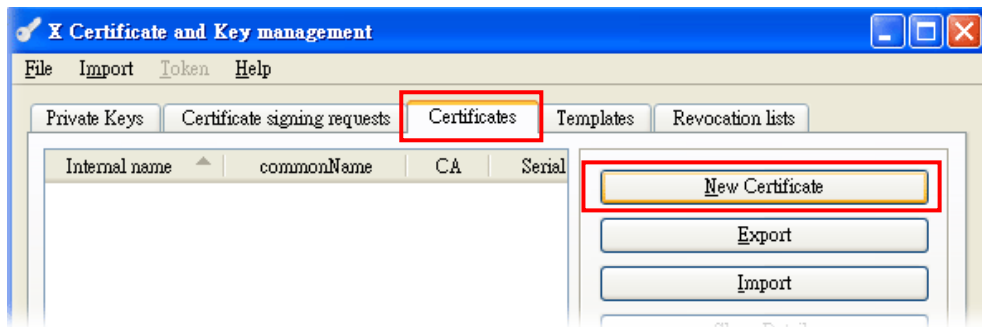 X Certificate and Key management
File Import Token Help
Private Keys Certificate signing requests Certificates Templates Revocation lists
Internal name commonName CA Serial
New Certificate
Export
Import